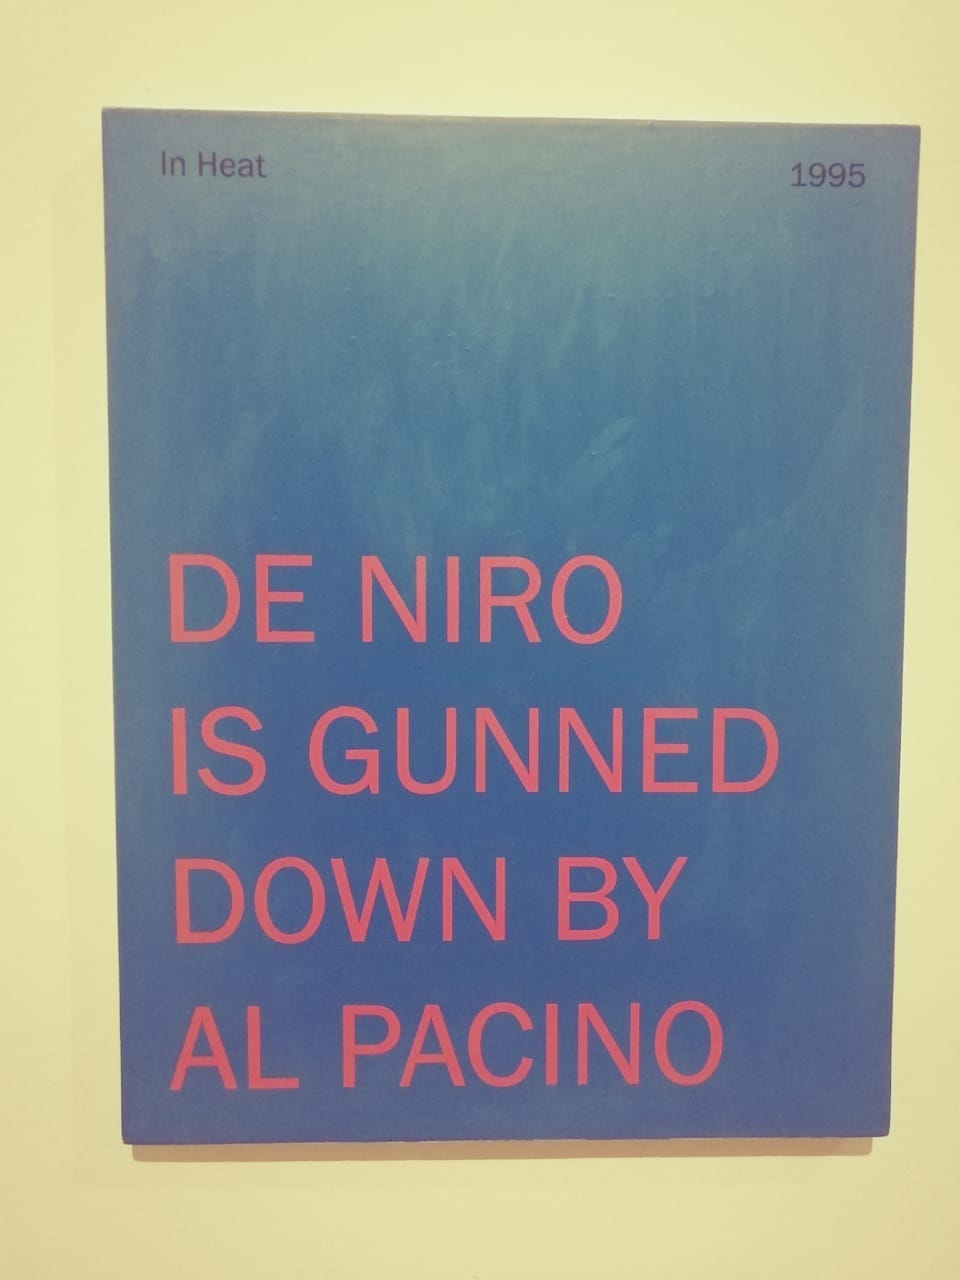 In Heat
1995
DE NIRO
IS GUNNED
DOWN BY
AL PACINO